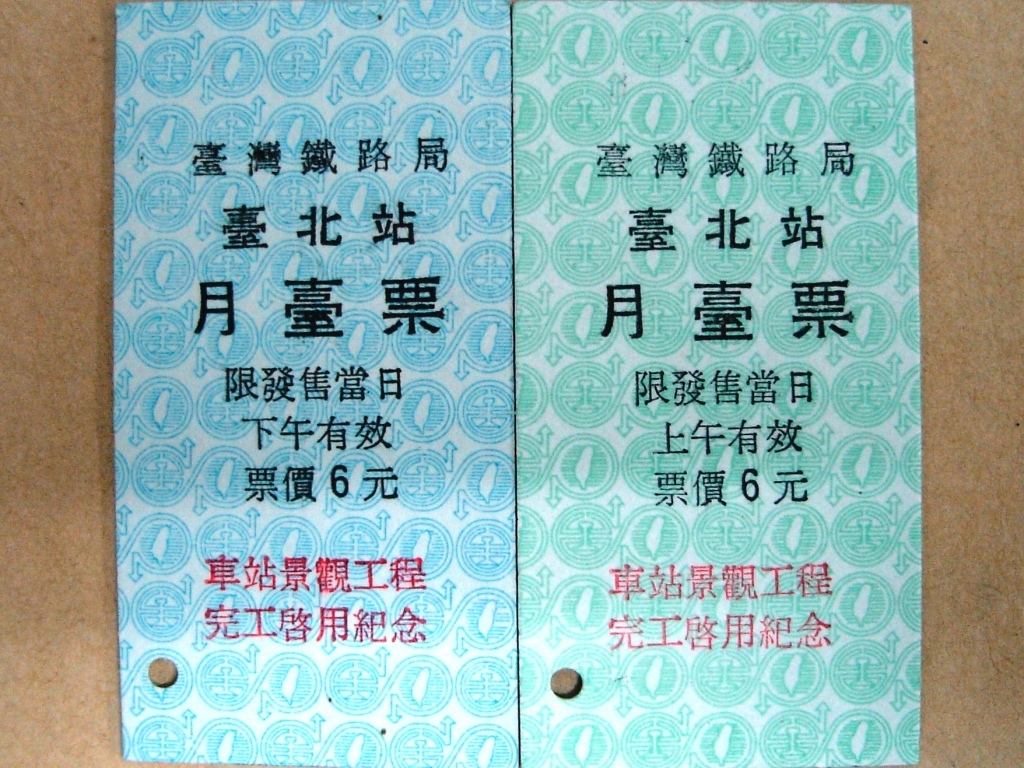 臺灣鐵路局
臺北站
月臺票
限發售當日
下午有效
票價6元
車站景觀工程
完工啓用紀念
臺灣鐵路局
臺北站
月臺票
限發售當日
上午有效
票價6元
車站景觀工程
完工啓用紀念